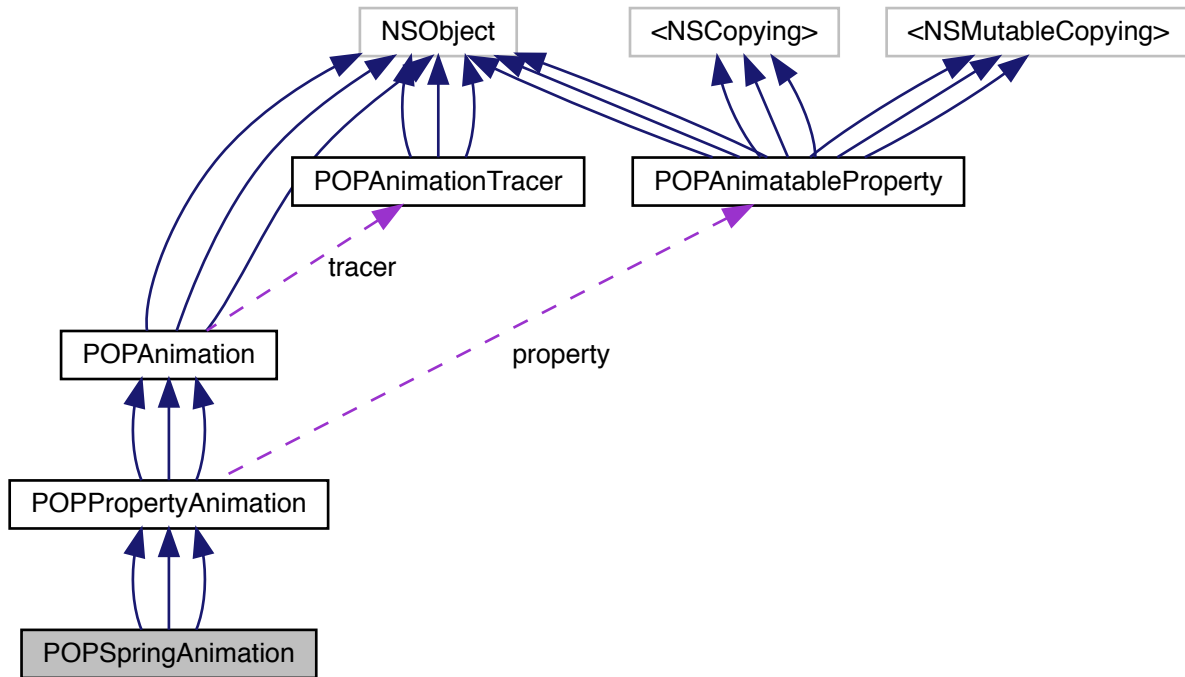 NSObject
<NSCopying>
<NSMutableCopying>
POPAnimationTracer
POPAnimatableProperty
tracer
POPAnimation
property
POPPropertyAnimation
POPSpringAnimation